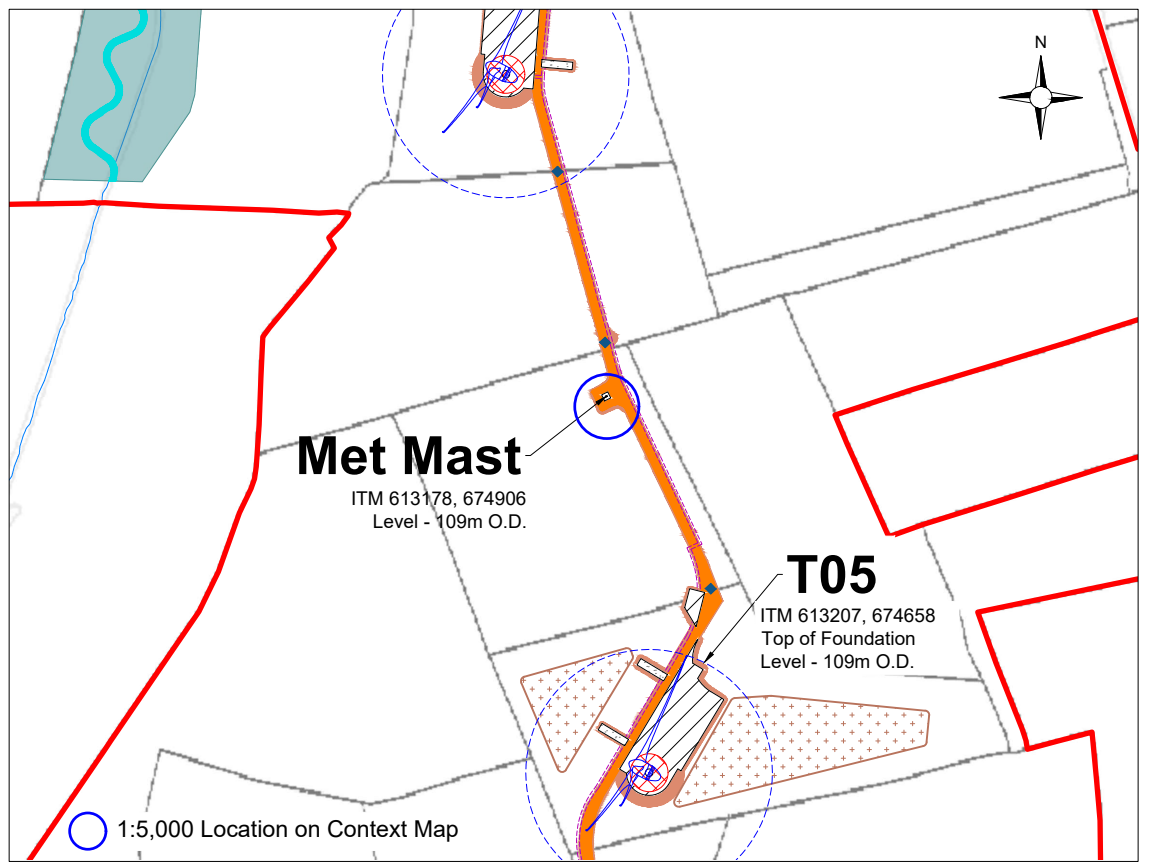 N
Met Mast
ITM 613178, 674906
Level - 109m O.D.
T05
ITM 613207, 674658
Top of Foundation
Level - 109m O.D.
1:5,000 Location on Context Map